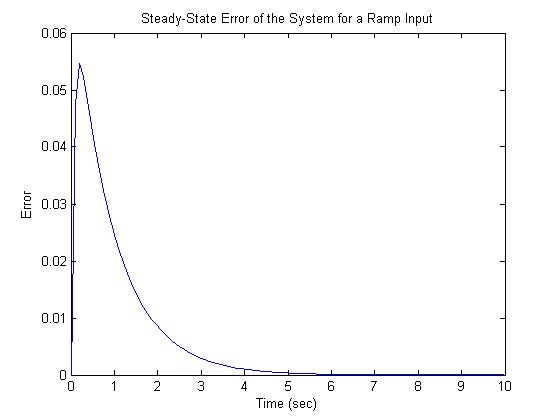 Steady-State Error of the System for a Ramp Input
0.06
0.05
0.04
0.03
0.02
0.01
0
Error
0 1 2 3 4 5 6 7 8 9 10
Time (sec)